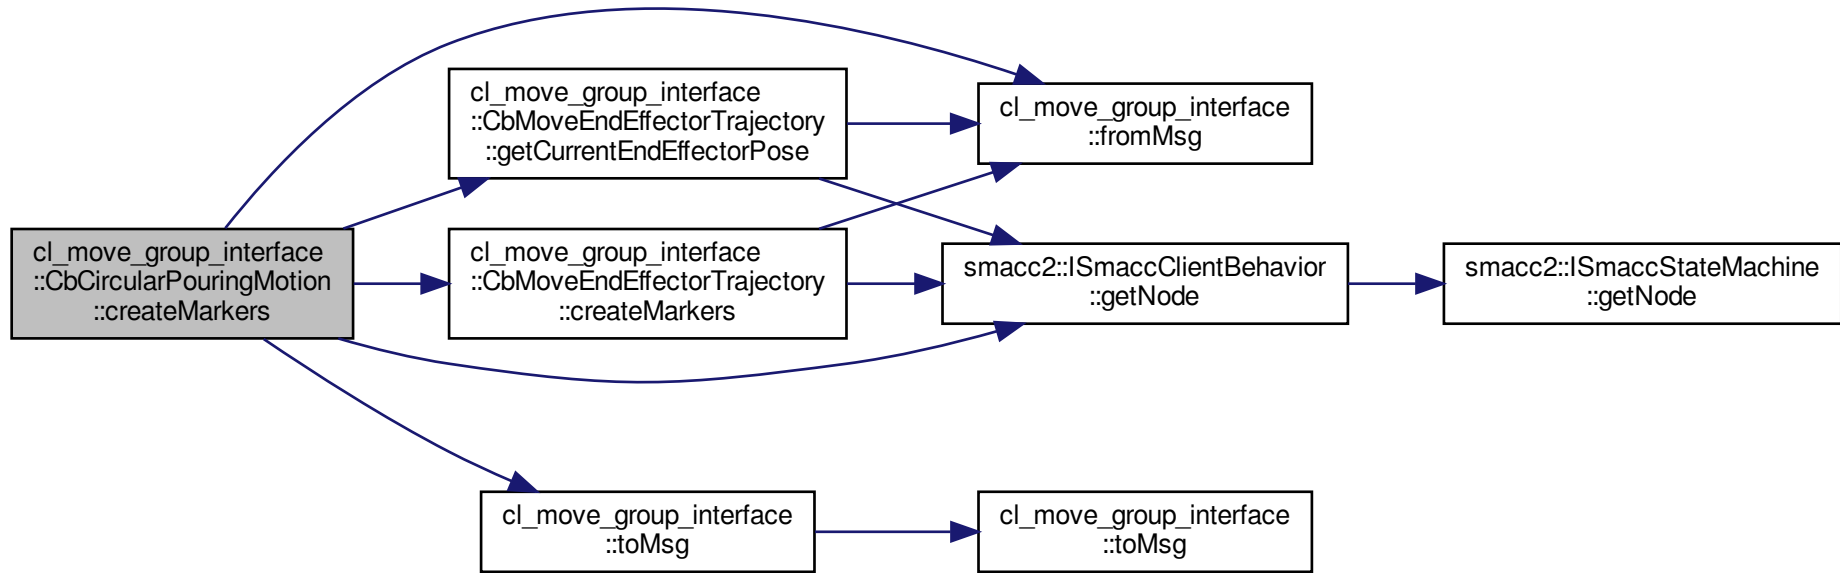 cl_move_group_interface
::CbCircularPouringMotion
::createMarkers
cl_move_group_interface
::CbMoveEndEffectorTrajectory
::getCurrentEndEffectorPose
cl_move_group_interface
::CbMoveEndEffectorTrajectory
::createMarkers
cl_move_group_interface
::toMsg
cl_move_group_interface
::fromMsg
smacc2::ISmaccClientBehavior
::getNode
cl_move_group_interface
::toMsg
smacc2::ISmaccStateMachine
::getNode